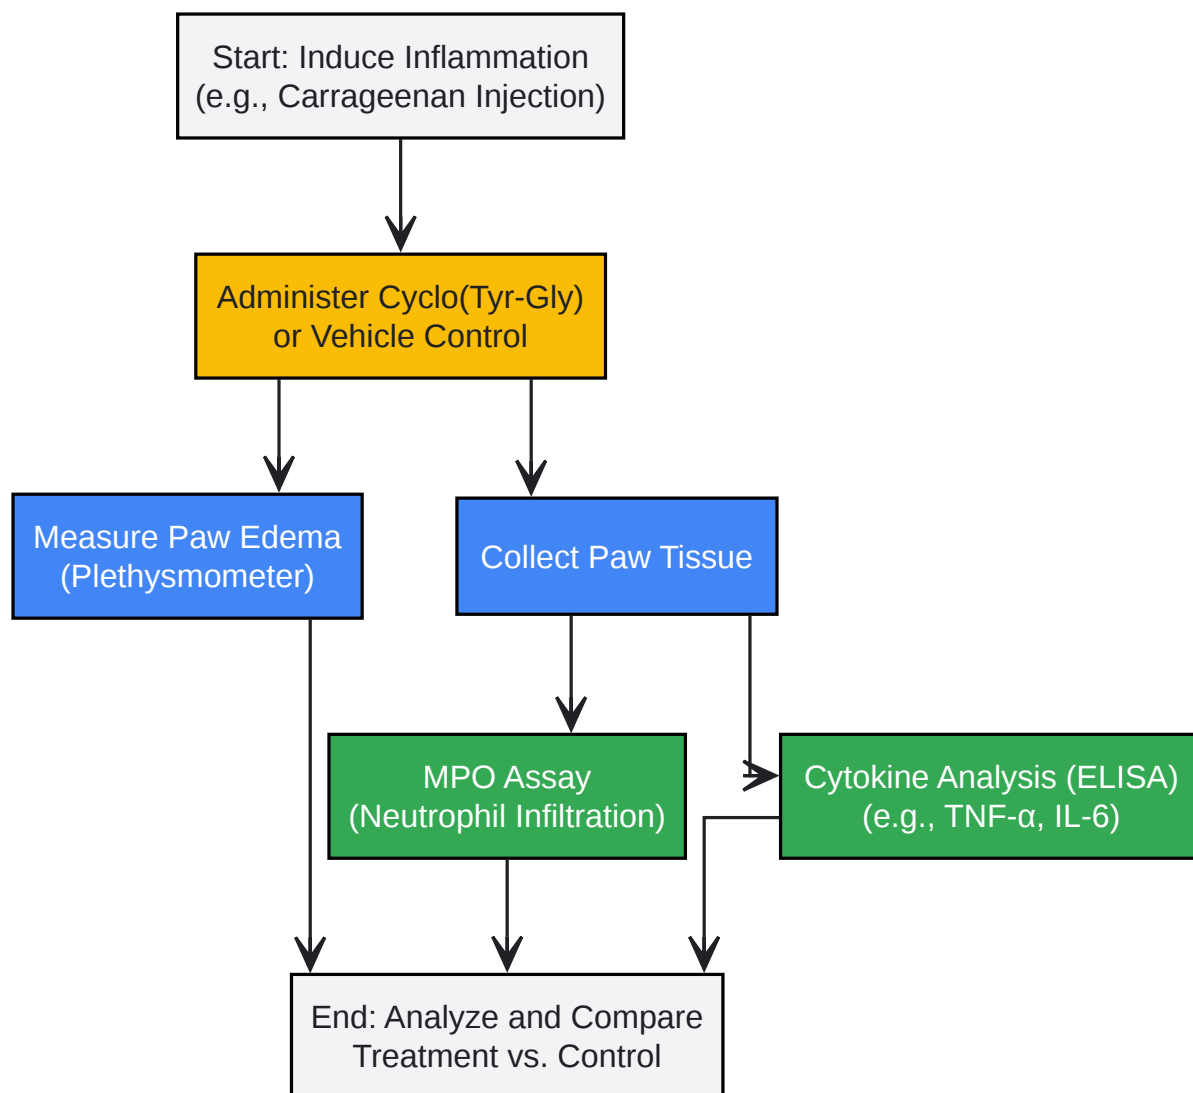 Start: Induce Inflammation
(e.g., Carrageenan Injection)
Administer Cyclo(Tyr-Gly)
or Vehicle Control
Measure Paw Edema
(Plethysmometer)
Collect Paw Tissue
MPO Assay
(Neutrophil Infiltration)
Cytokine Analysis (ELISA)
(e.g., TNF-α, IL-6)
End: Analyze and Compare
Treatment vs. Control